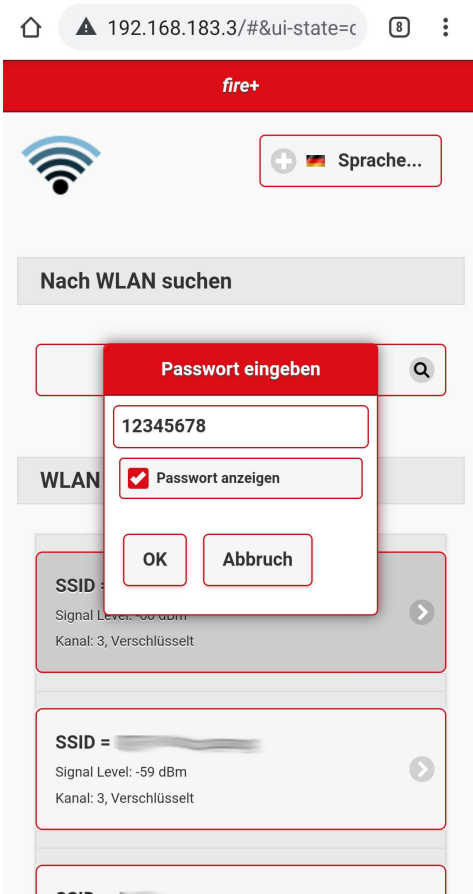 192.168.183.3/#&ui-state=c
8
fire+
Sprache...
Nach WLAN suchen
Passwort eingeben
12345678
WLAN
Passwort anzeigen
OK
Abbruch
SSID =
Signal Level: -60 dBm
Kanal: 3, Verschlüsselt
SSID =
Signal Level: -59 dBm
Kanal: 3, Verschlüsselt
SSID =